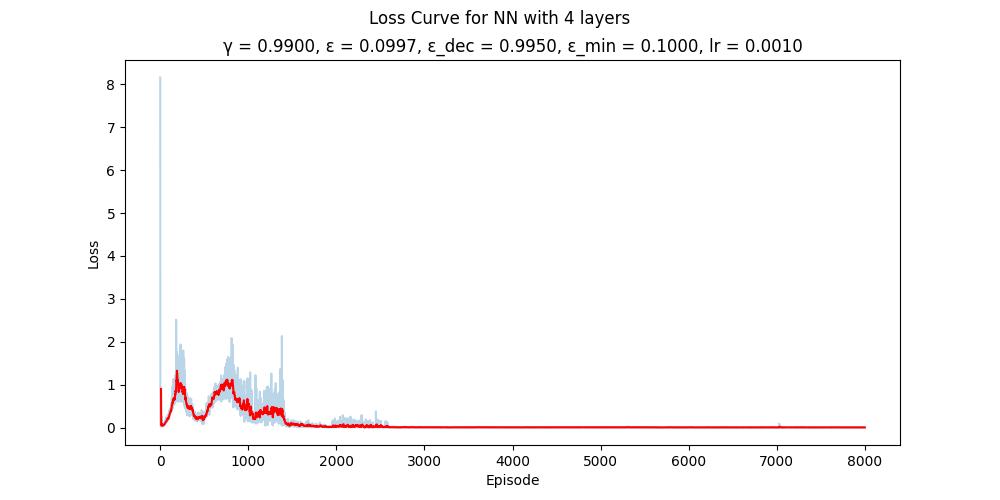 Loss Curve for NN with 4 layers
γ = 0.9900, ε = 0.0997, ε_dec = 0.9950, ε_min = 0.1000, lr = 0.0010
8
7
6
5
4
3
2
1
0
Loss
0 1000 2000 3000 4000 5000 6000 7000 8000
Episode